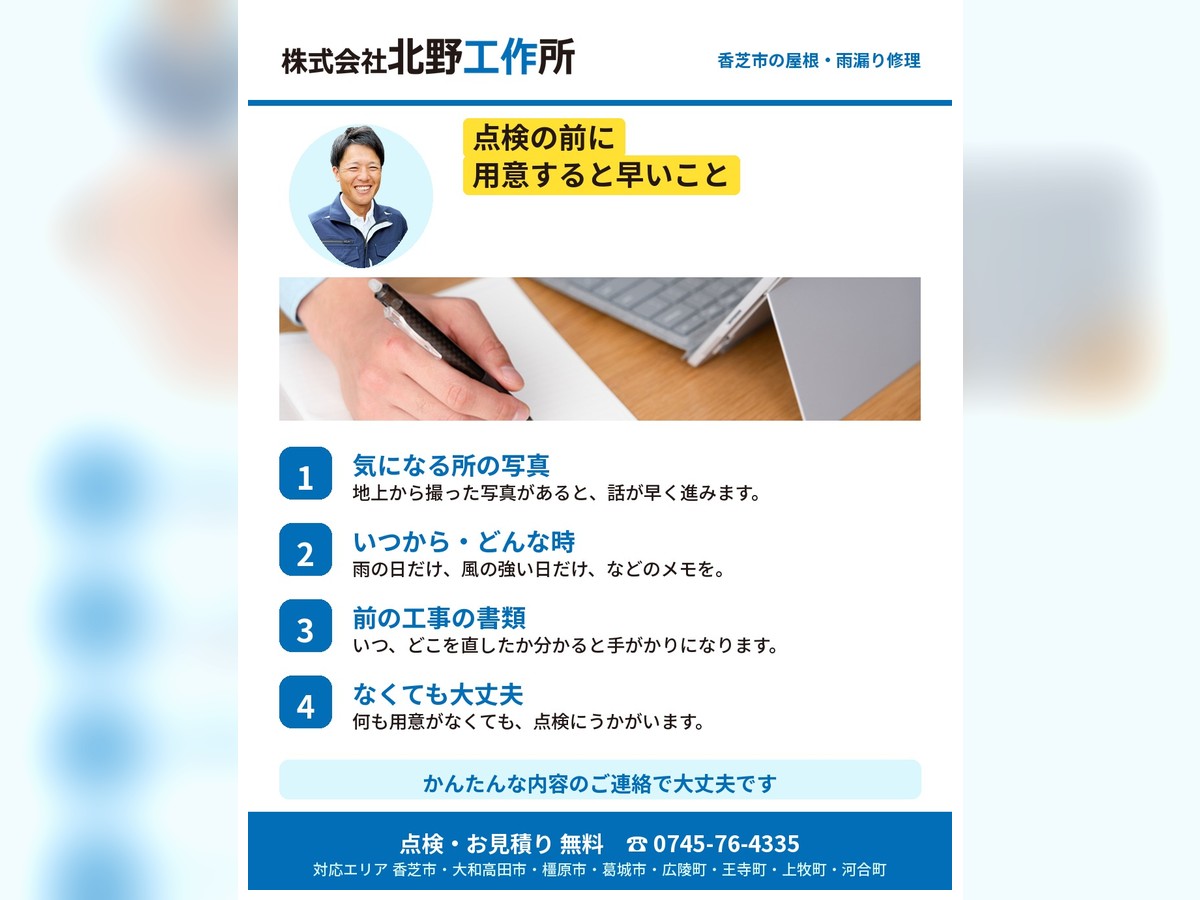 株式会社北野工作所
香芝市の屋根・雨漏り修理
点検の前に
用意すると早いこと
1
気になる所の写真
地上から撮った写真があると、話が早く進みます。
2
いつから・どんな時
雨の日だけ、風の強い日だけ、などのメモを。
3
前の工事の書類
いつ、どこを直したか分かると手がかりになります。
4
なくても大丈夫
何も用意がなくても、点検にうかがいます。
かんたんな内容のご連絡で大丈夫です
点検・お見積り 無料 ☎ 0745-76-4335
対応エリア 香芝市・大和高田市・橿原市・葛城市・広陵町・王寺町・上牧町・河合町